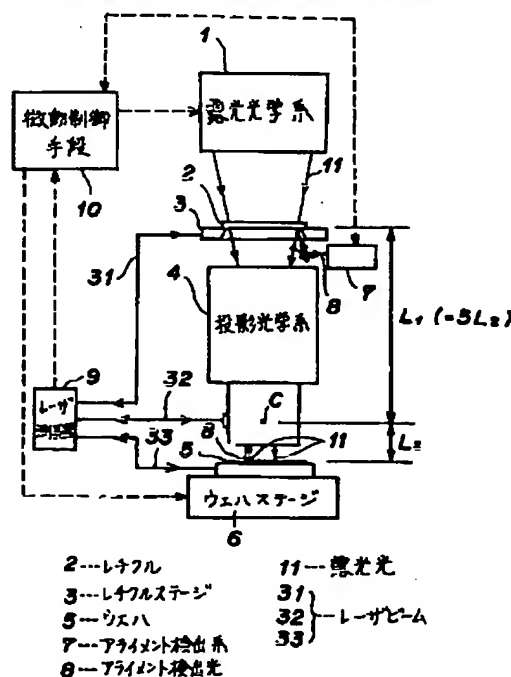 1
露光光学系
微動制御
手段
10
11
2
3
8
7
31
4
投影光学系
L₁ (=5L₂)
9
レーザ
32
C
33
8
11
L₂
5
ウェハステージ
6
2---レチクル
3---レチクルステージ
5---ウェハ
7---アライメント検出系
8---アライメント検出光
11---露光光
31
32
33
---レーザビーム